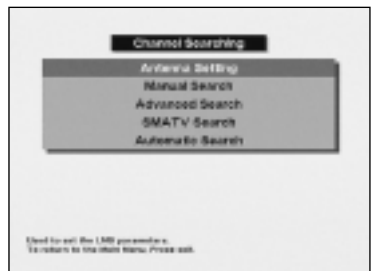 Channel Searching
Antenna Setting
Manual Search
Advanced Search
SMATV Search
Automatic Search
Used to set the LNB parameters.
To return to the Main Menu, Press exit.